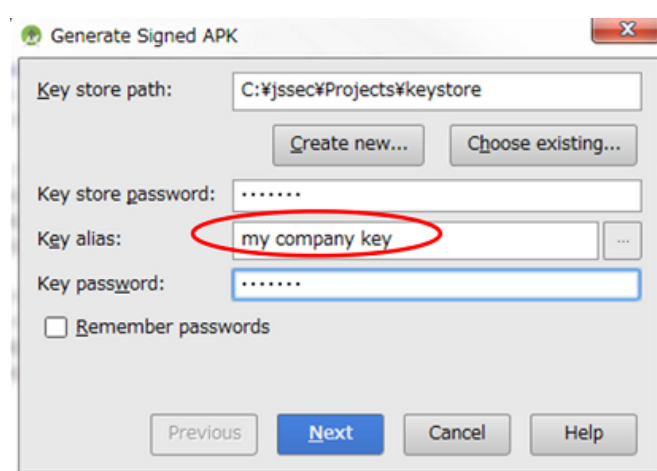 Generate Signed APK
Key store path: C:¥jssec¥Projects¥keystore
Create new... Choose existing...
Key store password: •••••••
Key alias: my company key ...
Key password: •••••••
Remember passwords
Previous Next Cancel Help